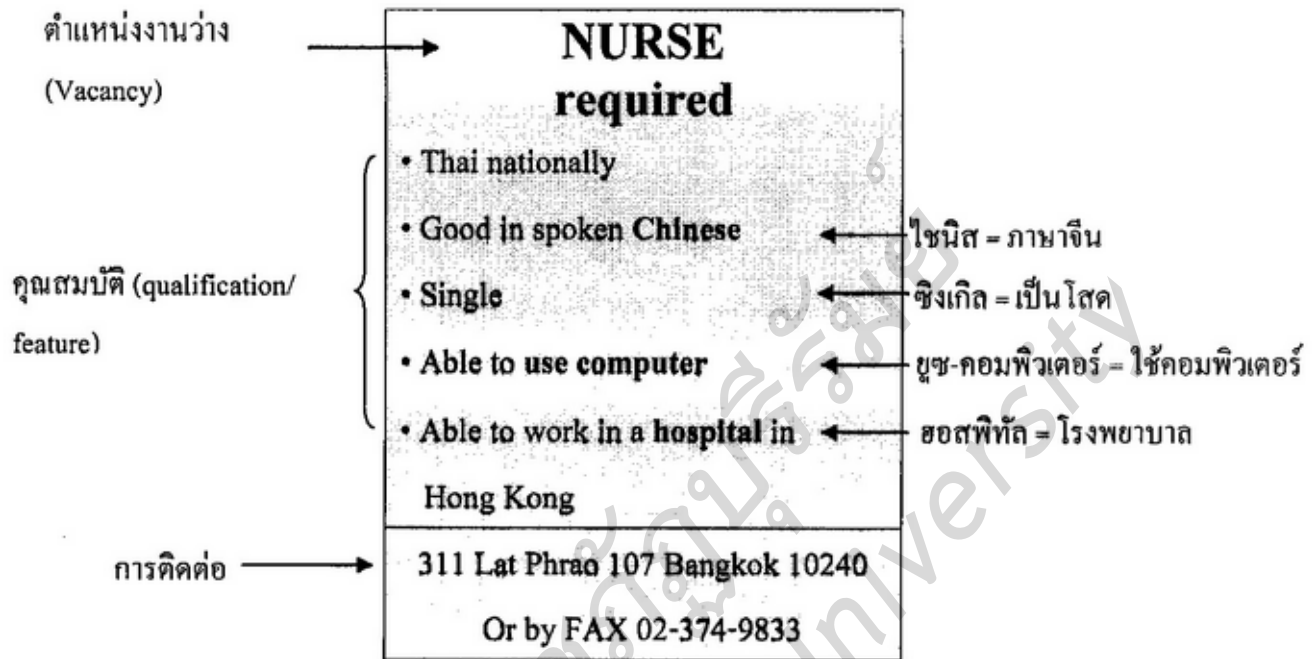 ตำแหน่งงานว่าง
(Vacancy)
NURSE
required
• Thai nationally
• Good in spoken Chinese
ไชนิส = ภาษาจีน
คุณสมบัติ (qualification/
feature)
• Single
ซิงเกิล = เป็นโสด
• Able to use computer
ยูซ-คอมพิวเตอร์ = ใช้คอมพิวเตอร์
• Able to work in a hospital in
ฮอสพิทัล = โรงพยาบาล
Hong Kong
การติดต่อ
311 Lat Phrao 107 Bangkok 10240
Or by FAX 02-374-9833
University